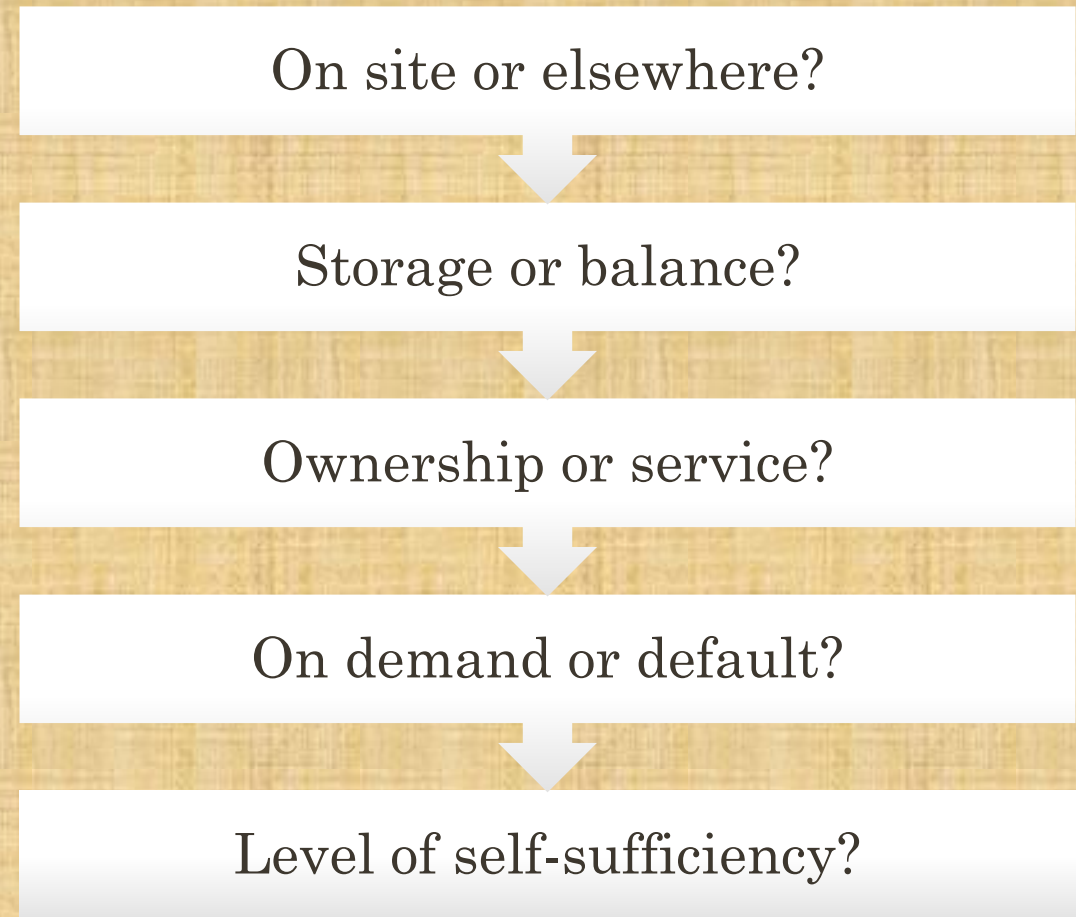 On site or elsewhere?
Storage or balance?
Ownership or service?
On demand or default?
Level of self-sufficiency?